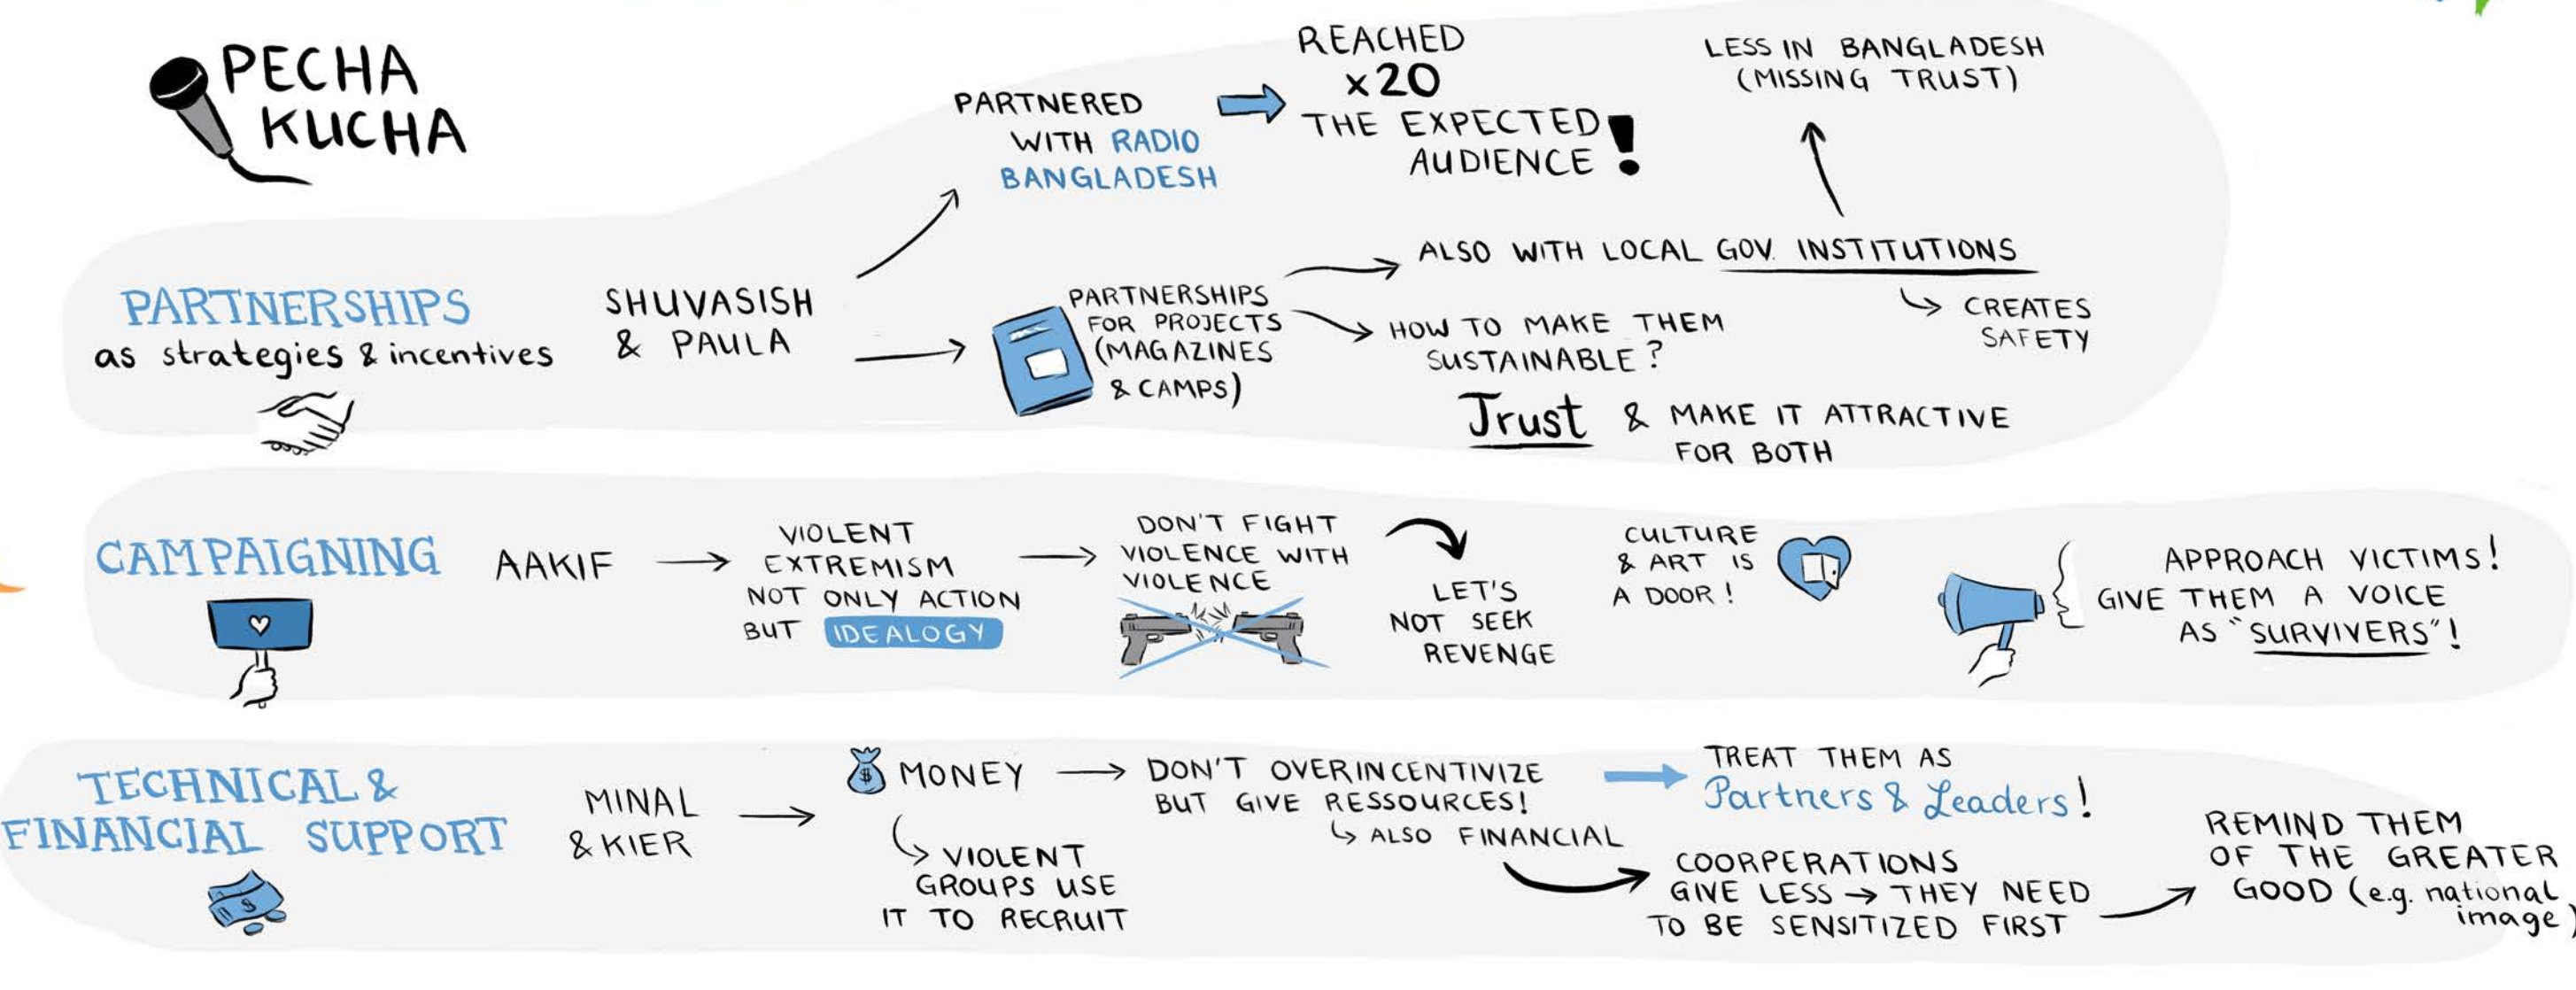 PECHA
KUCHA
PARTNERSHIPS
as strategies & incentives
SHUVASISH
& PAULA
PARTNERED
WITH RADIO
BANGLADESH
REACHED
x20
THE EXPECTED
AUDIENCE !
PARTNERSHIPS
FOR PROJECTS
(MAGAZINES
& CAMPS)
ALSO WITH LOCAL GOV. INSTITUTIONS
LESS IN BANGLADESH
(MISSING TRUST)
CREATES
SAFETY
HOW TO MAKE THEM
SUSTAINABLE?
Trust & MAKE IT ATTRACTIVE
FOR BOTH
CAMPAIGNING
AAKIF
VIOLENT
EXTREMISM
NOT ONLY ACTION
BUT IDEALOGY
DON'T FIGHT
VIOLENCE WITH
VIOLENCE
LET'S
NOT SEEK
REVENGE
CULTURE
& ART IS
A DOOR!
APPROACH VICTIMS!
GIVE THEM A VOICE
AS "SURVIVERS"!
TECHNICAL &
FINANCIAL SUPPORT
MINAL
& KIER
$ MONEY
VIOLENT
GROUPS USE
IT TO RECRUIT
DON'T OVERINCENTIVIZE
BUT GIVE RESSOURCES!
ALSO FINANCIAL
TREAT THEM AS
Partners & Leaders!
COORPERATIONS
GIVE LESS → THEY NEED
TO BE SENSITIZED FIRST
REMIND THEM
OF THE GREATER
GOOD (e.g. national
image)